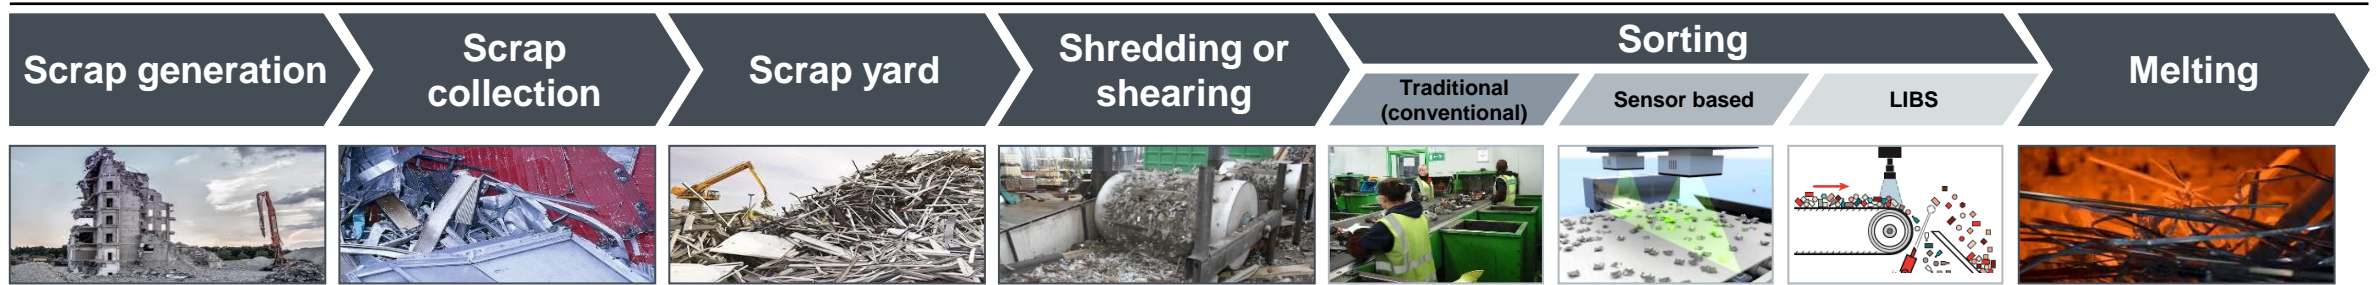 Scrap generation
Scrap
collection
Scrap yard
Shredding or
shearing
Sorting
Traditional
(conventional)
Sensor based
LIBS
Melting